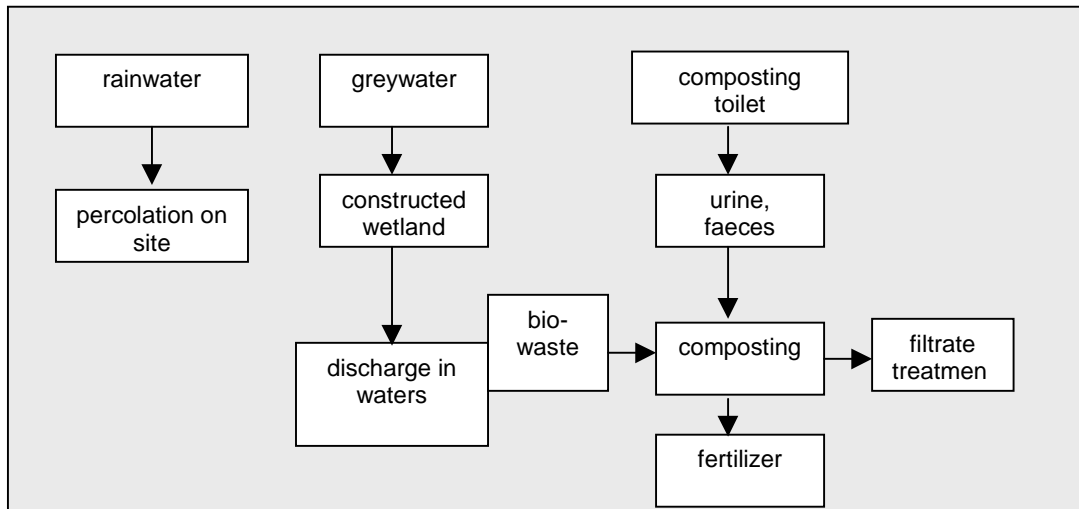 rainwater
greywater
composting
toilet
percolation on
site
constructed
wetland
urine,
faeces
bio-
waste
discharge in
waters
composting
filtrate
treatmen
fertilizer